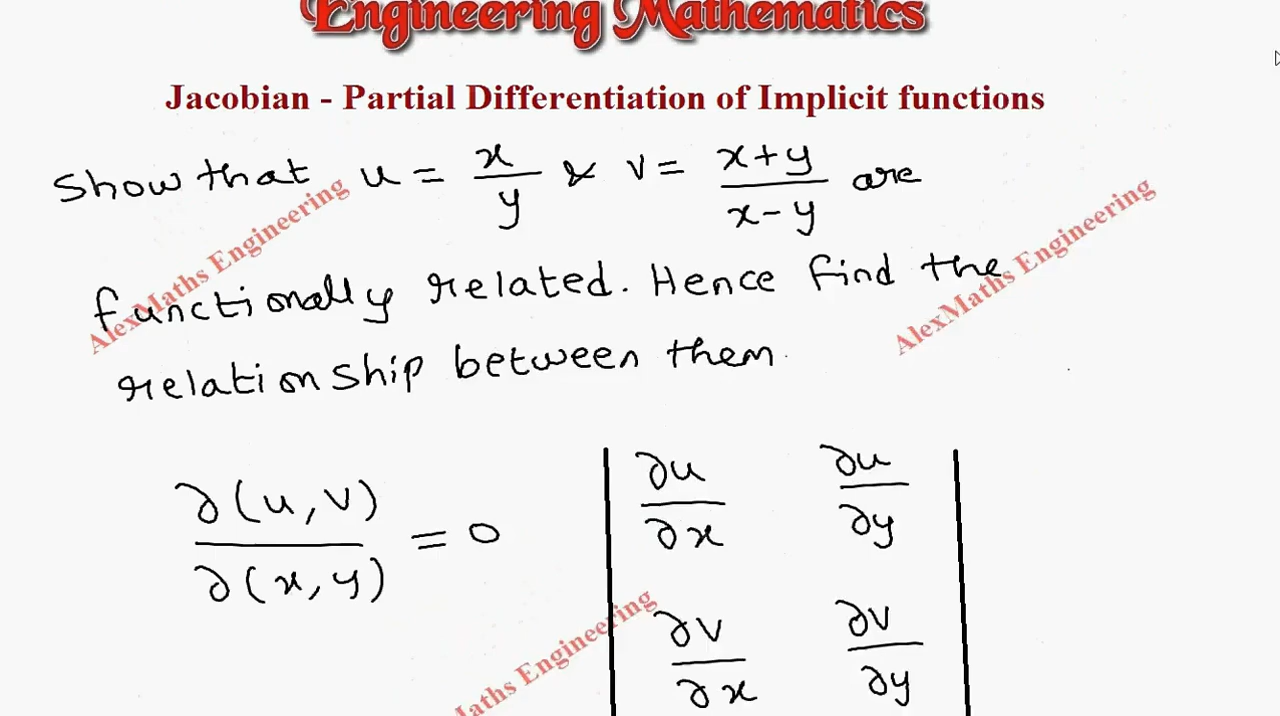 Engineering Mathematics
Jacobian - Partial Differentiation of Implicit functions
Show that u = x/y & v = x+y/x-y are
functionally related. Hence find the
relationship between them.
∂(u,v)/∂(x,y) = 0 | ∂u/∂x ∂u/∂y |
| ∂v/∂x ∂v/∂y |
AlexMaths Engineering
AlexMaths Engineering
Maths Engineering